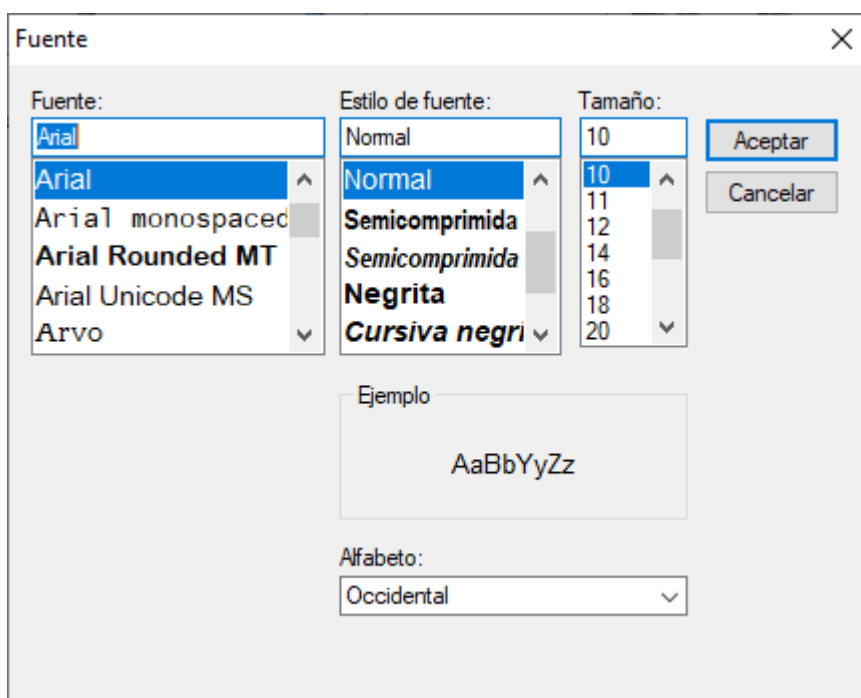 Fuente
Fuente:
Arial
Arial
Arial monospaced
Arial Rounded MT
Arial Unicode MS
Arvo
Estilo de fuente:
Normal
Normal
Semicomprimida
Semicomprimida
Negrita
Cursiva negri
Tamaño:
10
10
11
12
14
16
18
20
Aceptar
Cancelar
Ejemplo
AaBbYyZz
Alfabeto:
Occidental